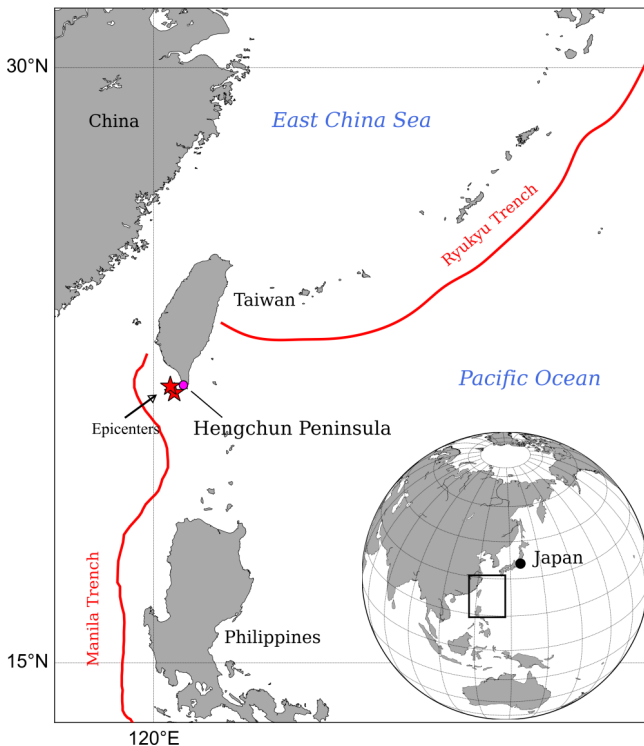 30°N
China
East China Sea
Ryukyu Trench
Taiwan
Pacific Ocean
Epicenters
Hengchun Peninsula
Japan
Manila Trench
Philippines
15°N
120°E